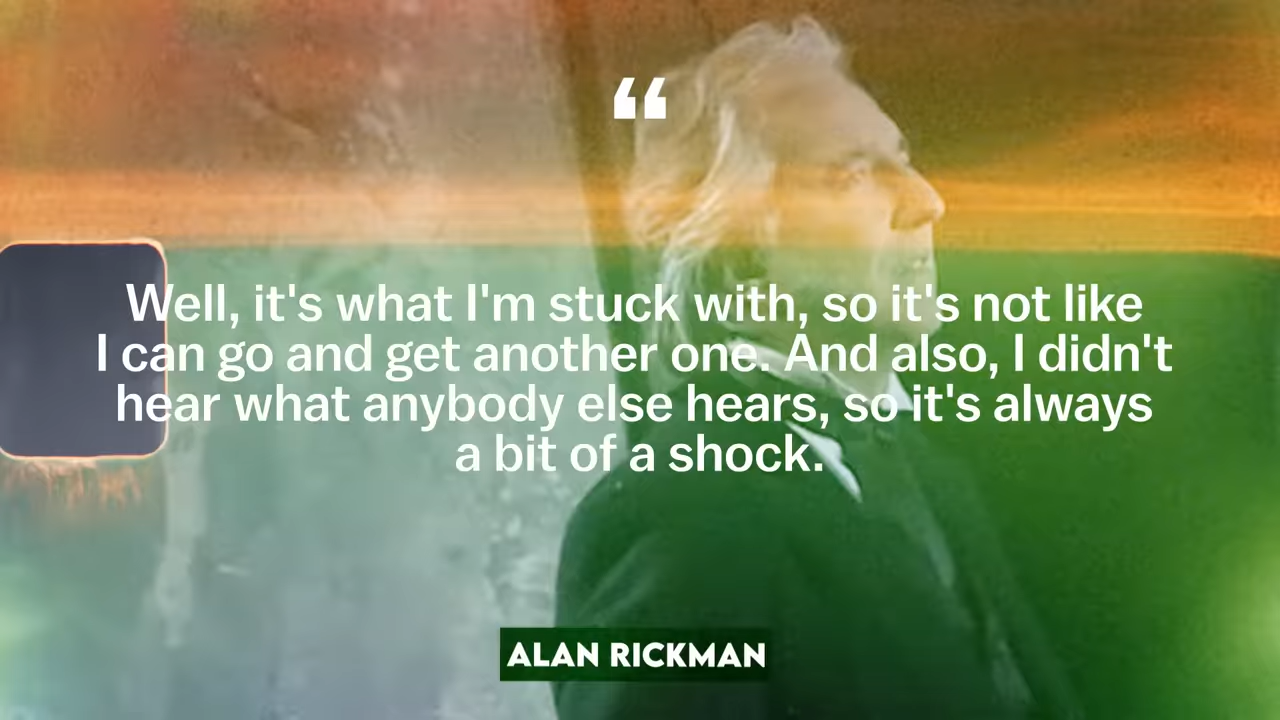 “
Well, it's what I'm stuck with, so it's not like
I can go and get another one. And also, I didn't
hear what anybody else hears, so it's always
a bit of a shock.
ALAN RICKMAN